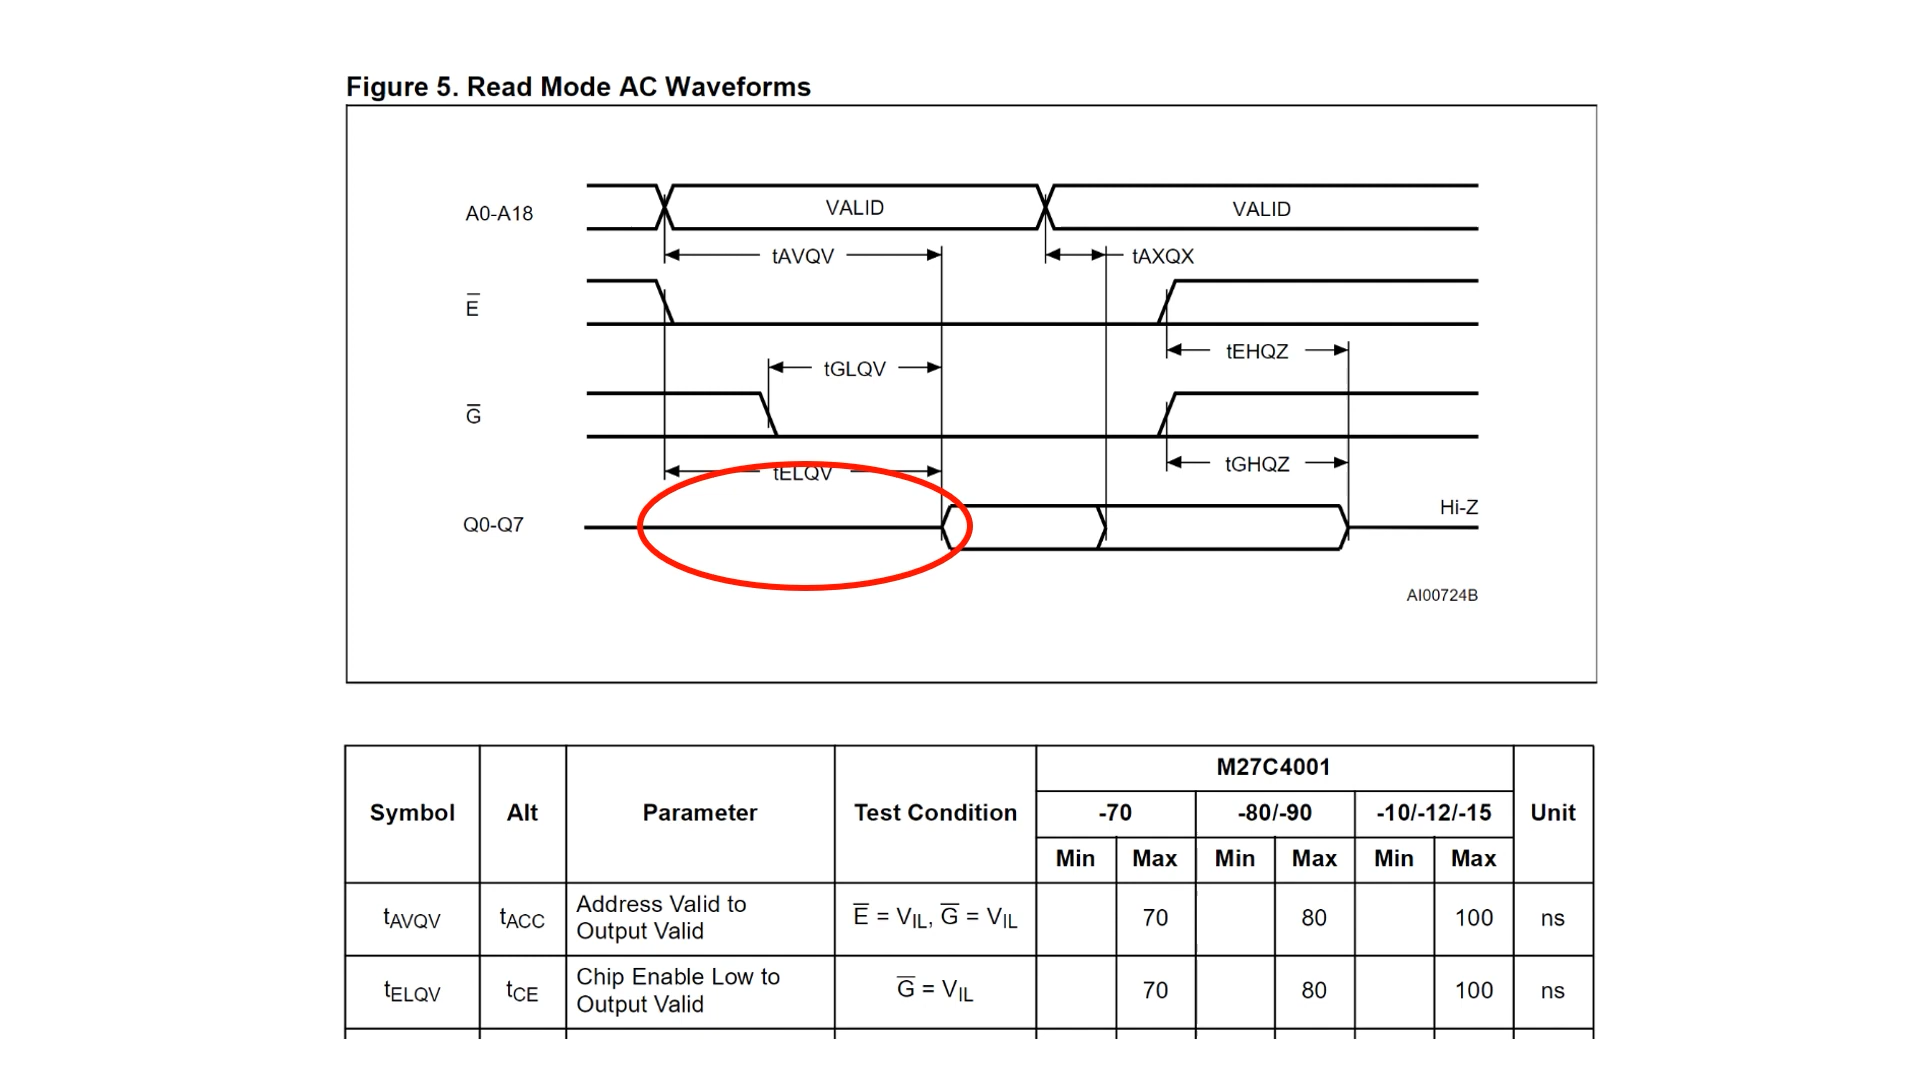 Figure 5. Read Mode AC Waveforms
A0-A18
VALID
VALID
tAVQV
tAXQX
E̅
tEHQZ
tGLQV
G̅
tGHQZ
tELQV
Q0-Q7
Hi-Z
AI00724B
Symbol Alt Parameter Test Condition M27C4001 Unit
-70 -80/-90 -10/-12/-15
Min Max Min Max Min Max
tAVQV tACC Address Valid to
Output Valid E̅ = VIL, G̅ = VIL 70 80 100 ns
tELQV tCE Chip Enable Low to
Output Valid G̅ = VIL 70 80 100 ns